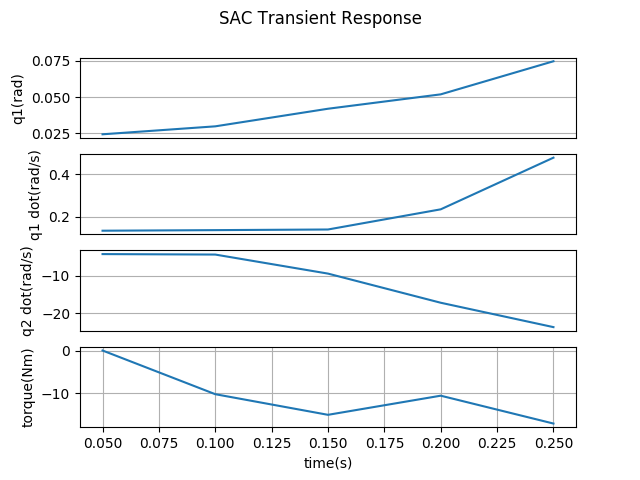 SAC Transient Response
0.075
0.050
0.025
q1(rad)
0.4
0.2
q1 dot(rad/s)
−10
−20
q2 dot(rad/s)
0
−10
torque(Nm)
0.050 0.075 0.100 0.125 0.150 0.175 0.200 0.225 0.250
time(s)